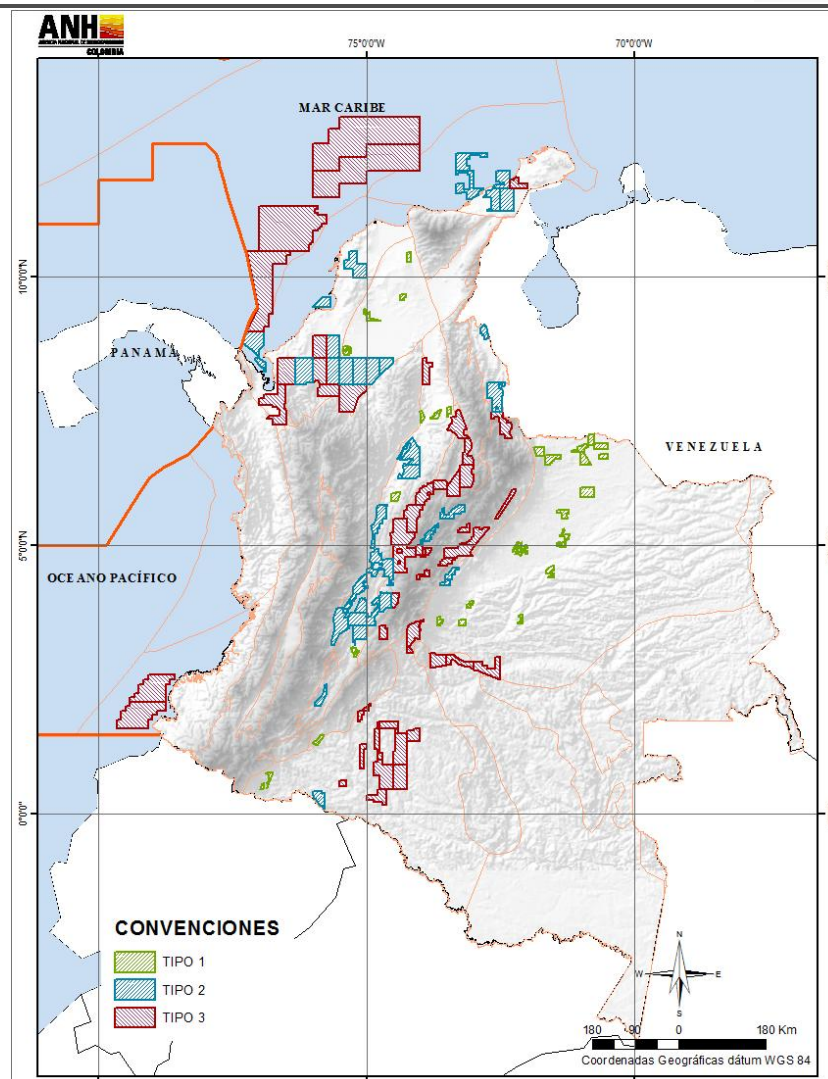 ANH
COLOMBIA
75°0'0"W
70°0'0"W
MAR CARIBE
10°0'0"N
PANAMÁ
VENEZUELA
5°0'0"N
OCEANO PACÍFICO
0°0'0"
CONVENCIONES
TIPO 1
TIPO 2
TIPO 3
N
W
E
S
180 90 0 180 Km
Coordenadas Geográficas dátum WGS 84